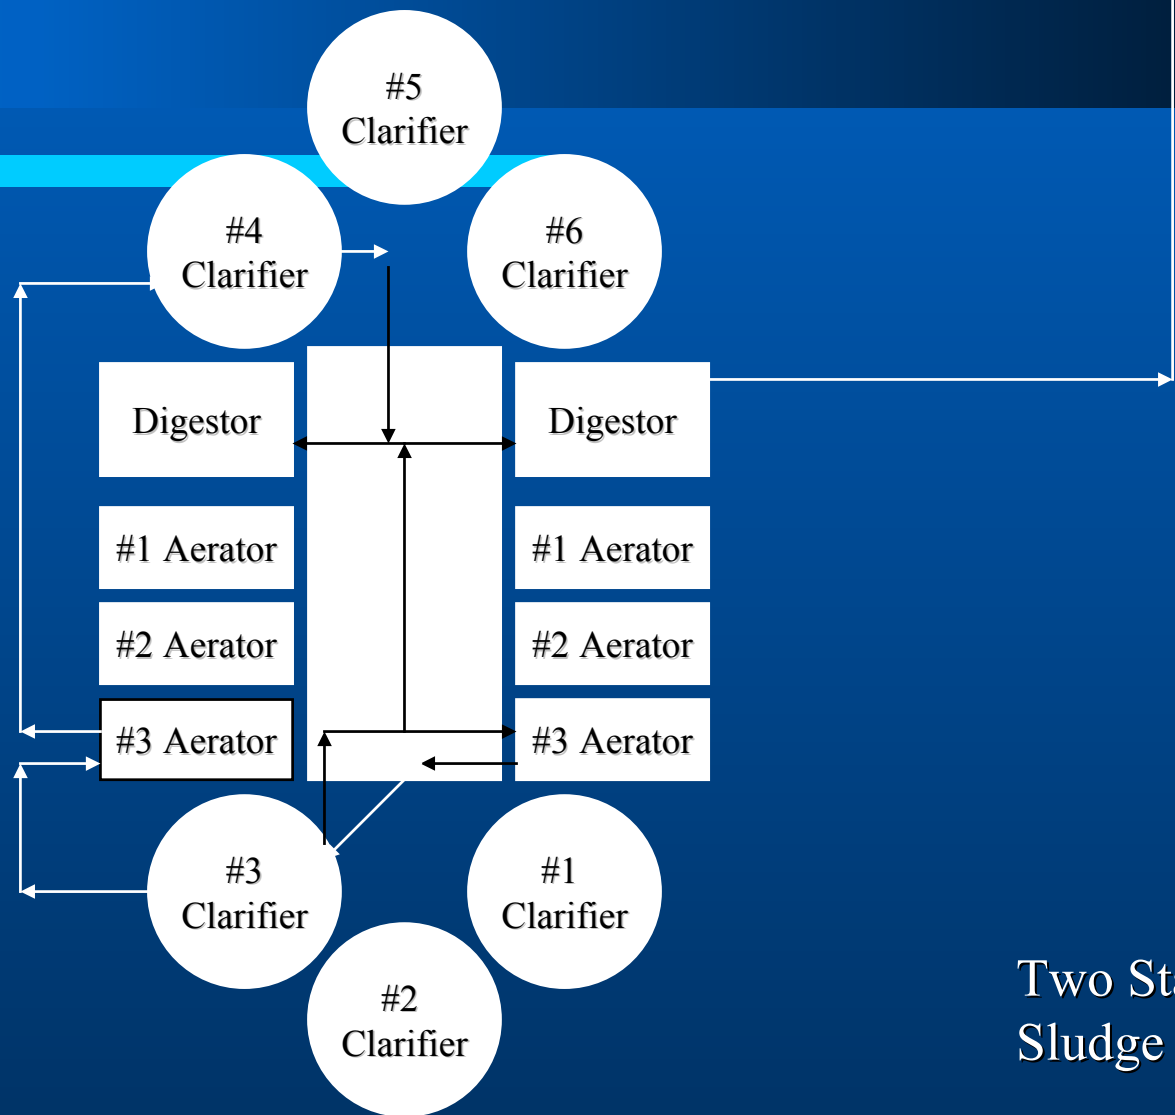 #5
Clarifier
#4
Clarifier
#6
Clarifier
Digestor
Digestor
#1 Aerator
#1 Aerator
#2 Aerator
#2 Aerator
#3 Aerator
#3 Aerator
#3
Clarifier
#1
Clarifier
#2
Clarifier
Two
Sludge